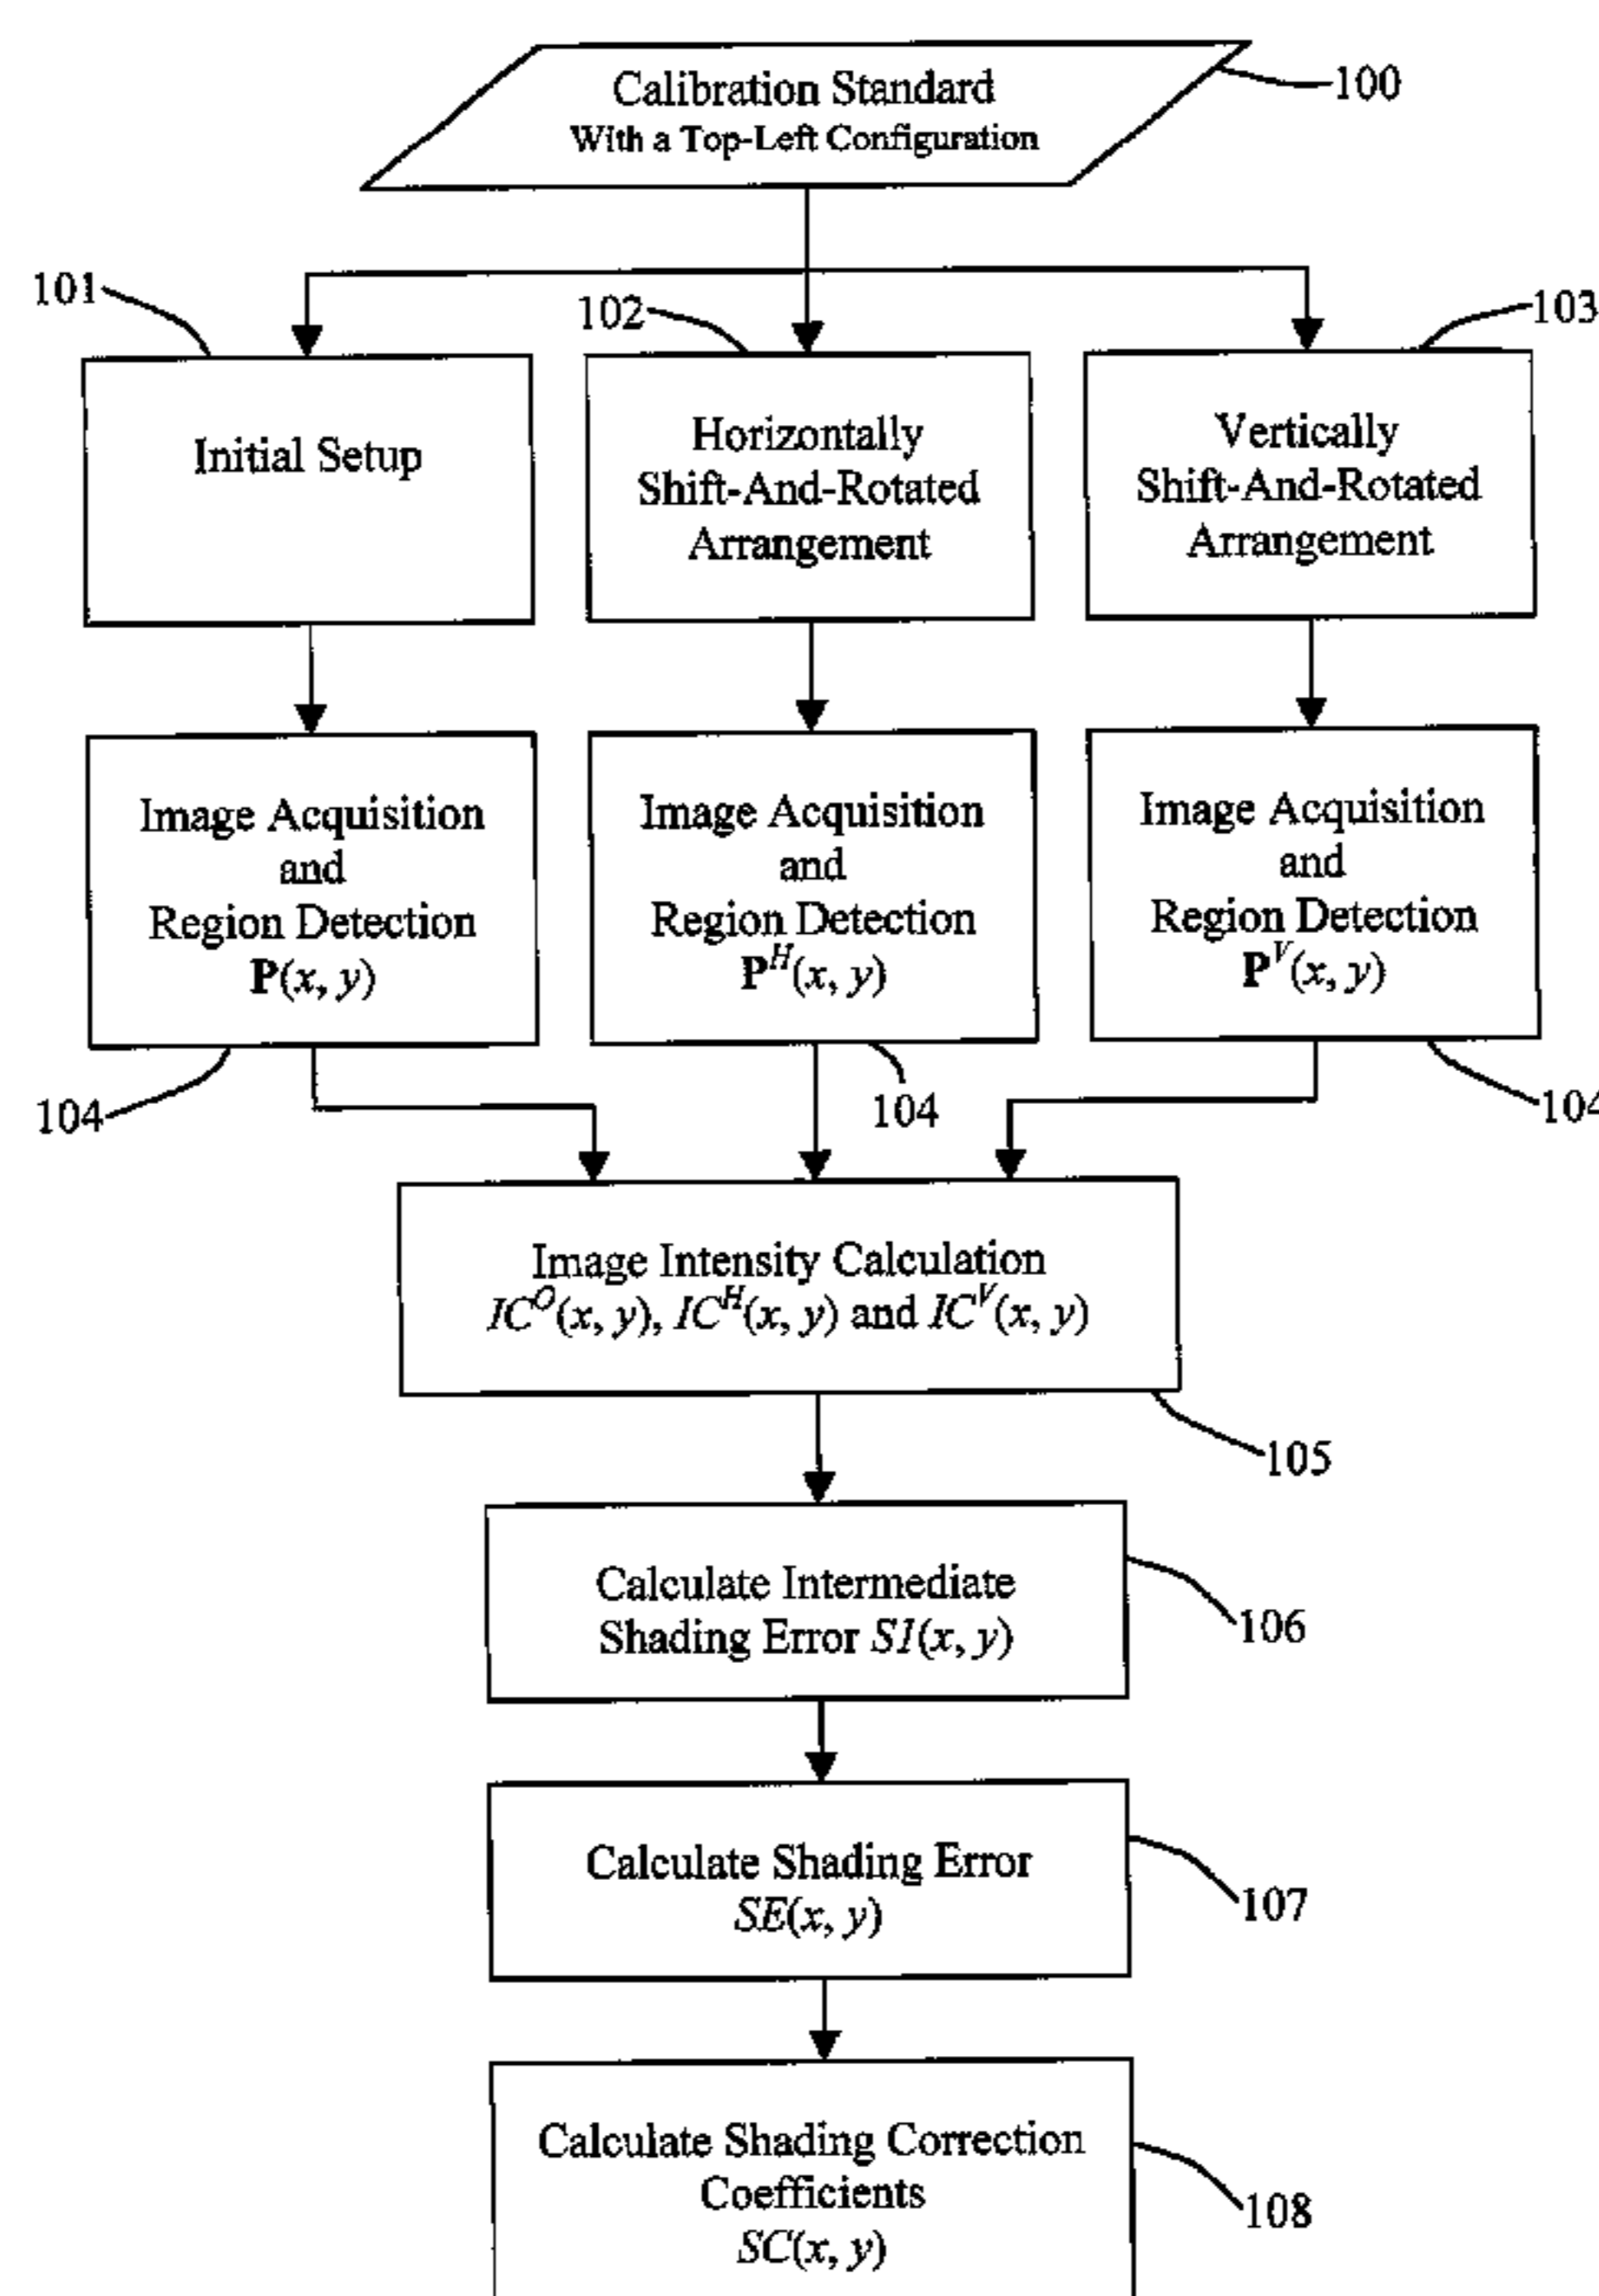 Calibration Standard
With a Top-Left Configuration
100
101
102
103
Initial Setup
Horizontally
Shift-And-Rotated
Arrangement
Vertically
Shift-And-Rotated
Arrangement
Image Acquisition
and
Region Detection
P(x, y)
Image Acquisition
and
Region Detection
P^H(x, y)
Image Acquisition
and
Region Detection
P^V(x, y)
104
104
104
Image Intensity Calculation
IC^O(x, y), IC^H(x, y) and IC^V(x, y)
105
Calculate Intermediate
Shading Error SI(x, y)
106
Calculate Shading Error
SE(x, y)
107
Calculate Shading Correction
Coefficients
SC(x, y)
108